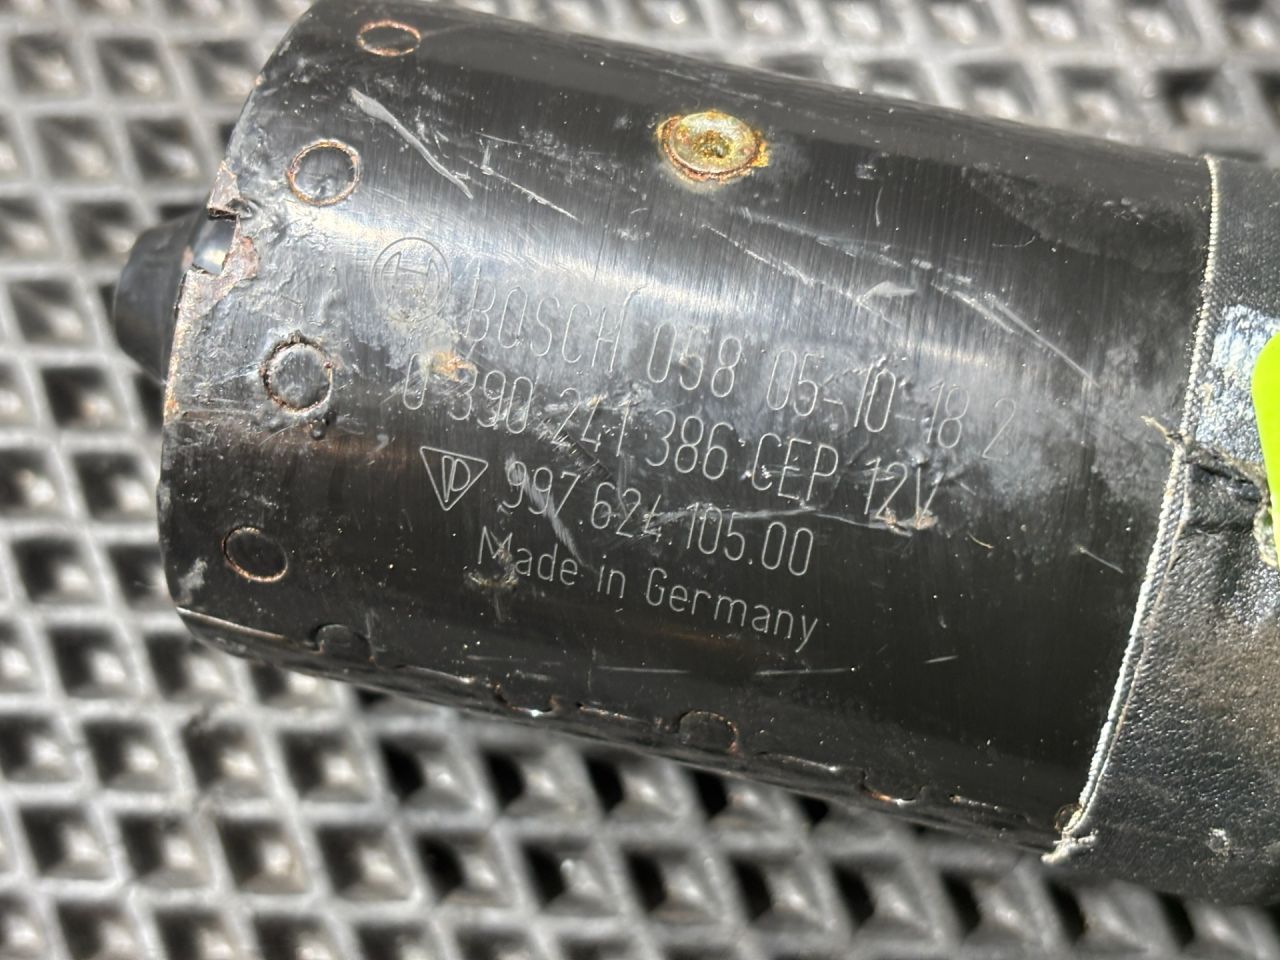 BOSCH 058 05-10-18 2
0 390 241 386 CEP 12V
997.624.105.00
Made in Germany